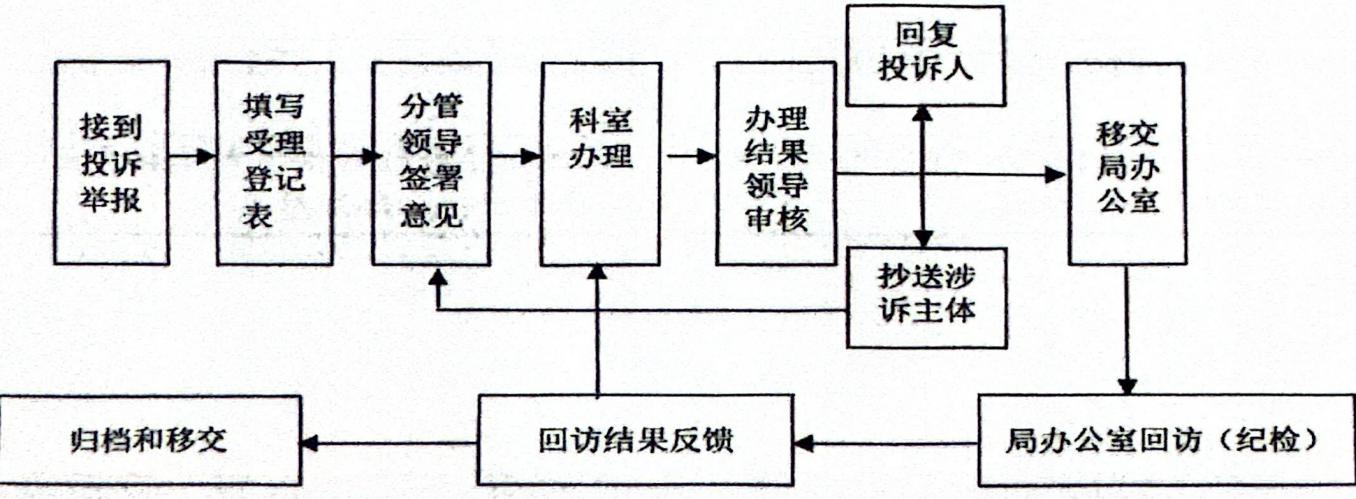 接到
投诉
举报
填写
受理
登记
表
分管
领导
签署
意见
科室
办理
办理
结果
领导
审核
回复
投诉人
抄送涉
诉主体
移交
局办
公室
局办公室回访（纪检）
回访结果反馈
归档和移交